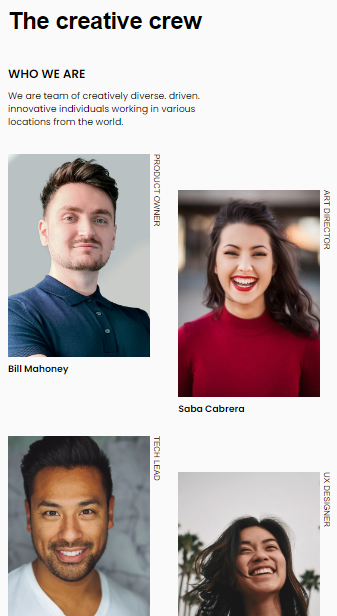 The creative crew
WHO WE ARE
We are team of creatively diverse. driven.
innovative individuals working in various
locations from the world.
PRODUCT OWNER
Bill Mahoney
ART DIRECTOR
Saba Cabrera
TECH LEAD
UX DESIGNER